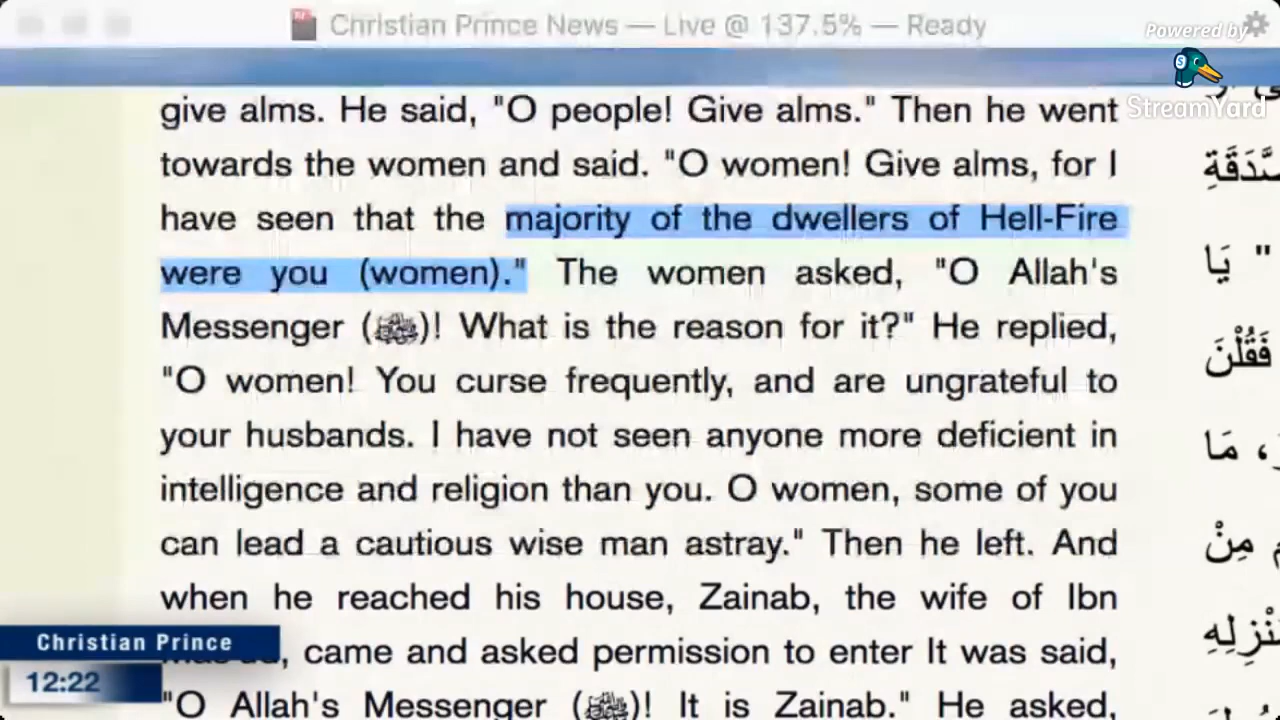 Christian Prince News — Live @ 137.5% — Ready
Powered by
StreamYard
give alms. He said, "O people! Give alms." Then he went
towards the women and said. "O women! Give alms, for I
have seen that the majority of the dwellers of Hell-Fire
were you (women)." The women asked, "O Allah's
Messenger (ﷺ)! What is the reason for it?" He replied,
"O women! You curse frequently, and are ungrateful to
your husbands. I have not seen anyone more deficient in
intelligence and religion than you. O women, some of you
can lead a cautious wise man astray." Then he left. And
when he reached his house, Zainab, the wife of Ibn
came and asked permission to enter It was said,
"O Allah's Messenger (ﷺ)! It is Zainab." He asked,
" يَا
فَقُلْنَ
، مَا
مِنْ
Christian Prince
12:22